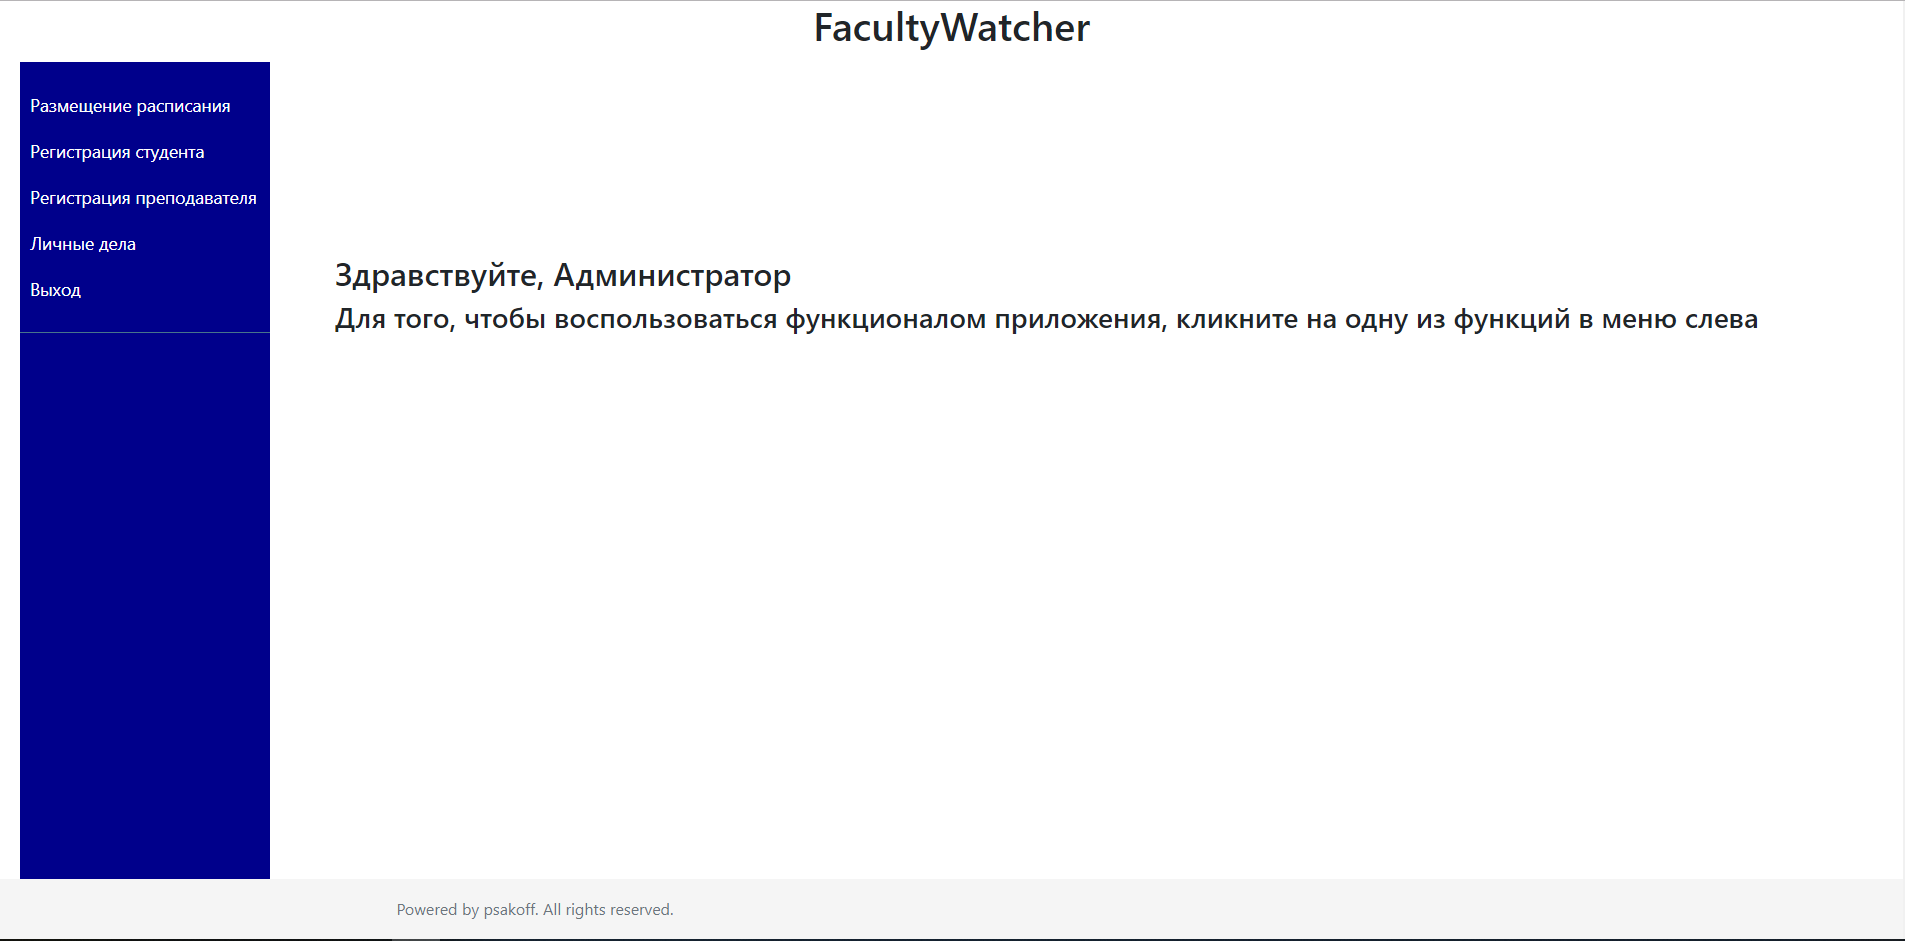 FacultyWatcher
Размещение расписания
Регистрация студента
Регистрация преподавателя
Личные дела
Выход
Здравствуйте, Администратор
Для того, чтобы воспользоваться функционалом приложения, кликните на одну из функций в меню слева
Powered by psakoff. All rights reserved.